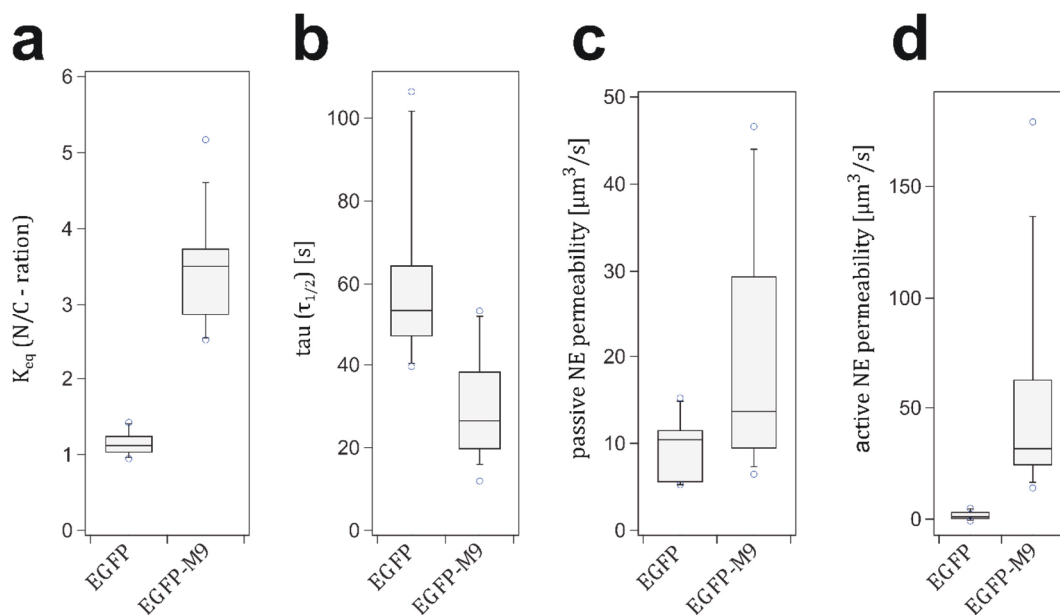 a
K_eq (N/C - ration)
6
5
4
3
2
1
0
EGFP
EGFP-M9
b
tau (τ_1/2) [s]
100
80
60
40
20
0
EGFP
EGFP-M9
c
passive NE permeability [μm³/s]
50
40
30
20
10
0
EGFP
EGFP-M9
d
active NE permeability [μm³/s]
150
100
50
0
EGFP
EGFP-M9